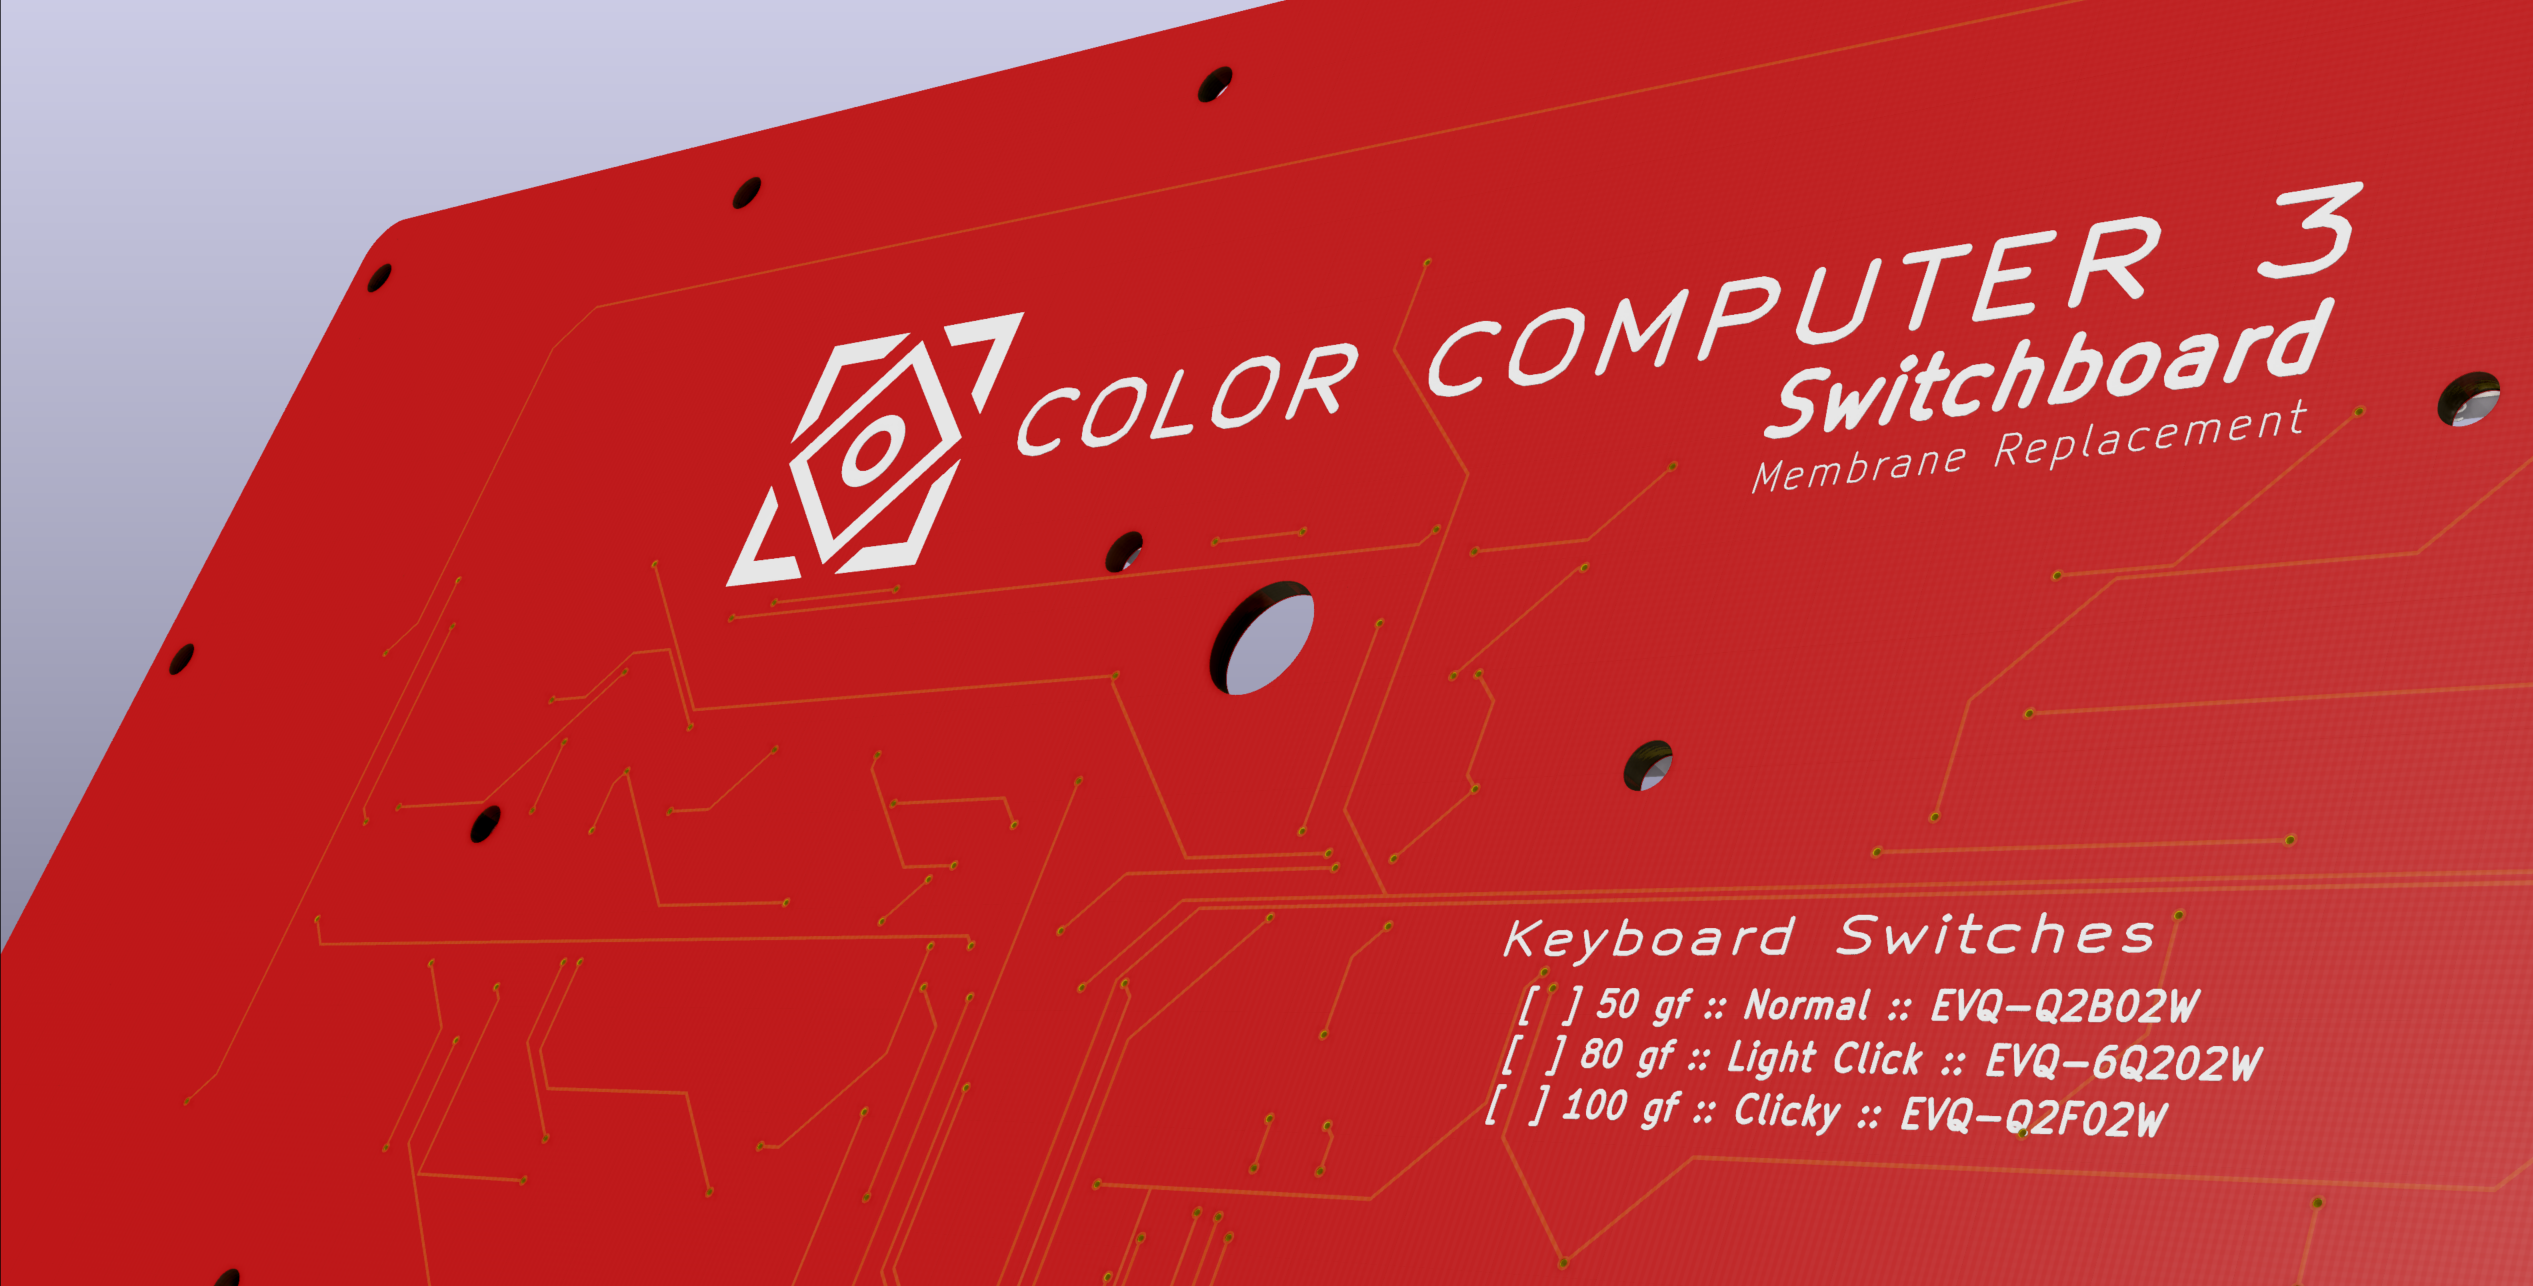 COLOR COMPUTER 3
Switchboard
Membrane Replacement
Keyboard Switches
[ ] 50 gf :: Normal :: EVQ-Q2B02W
[ ] 80 gf :: Light Click :: EVQ-6Q202W
[ ] 100 gf :: Clicky :: EVQ-Q2F02W